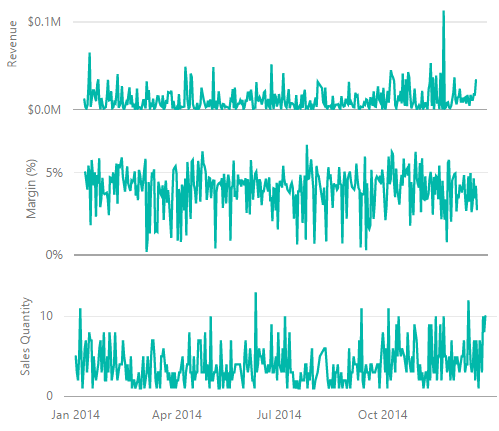 Revenue
$0.1M
$0.0M
Margin (%)
5%
0%
Sales Quantity
10
0
Jan 2014 Apr 2014 Jul 2014 Oct 2014